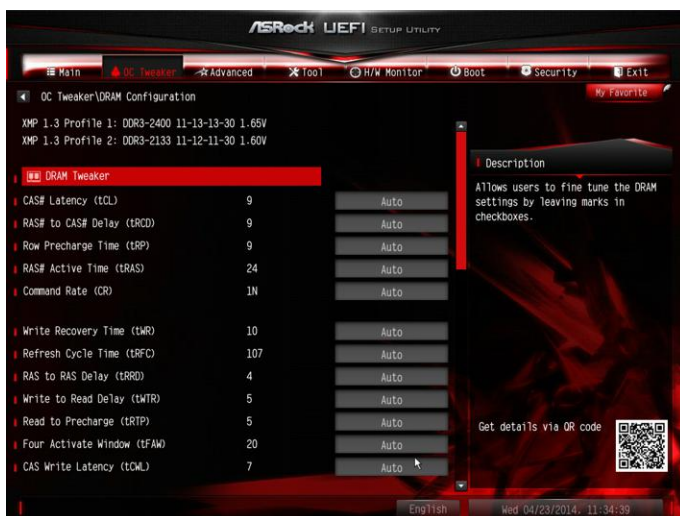 ASRock UEFI SETUP UTILITY
Main OC Tweaker Advanced Tool H/W Monitor Boot Security Exit
My Favorite
OC Tweaker\DRAM Configuration
XMP 1.3 Profile 1: DDR3-2400 11-13-13-30 1.65V
XMP 1.3 Profile 2: DDR3-2133 11-12-11-30 1.60V
DRAM Tweaker
CAS# Latency (tCL) 9 Auto
RAS# to CAS# Delay (tRCD) 9 Auto
Row Precharge Time (tRP) 9 Auto
RAS# Active Time (tRAS) 24 Auto
Command Rate (CR) 1N Auto
Write Recovery Time (tWR) 10 Auto
Refresh Cycle Time (tRFC) 107 Auto
RAS to RAS Delay (tRRD) 4 Auto
Write to Read Delay (tWTR) 5 Auto
Read to Precharge (tRTP) 5 Auto
Four Activate Window (tFAW) 20 Auto
CAS Write Latency (tCWL) 7 Auto
Description
Allows users to fine tune the DRAM
settings by leaving marks in
checkboxes.
Get details via QR code
English Wed 04/23/2014. 11:34:39